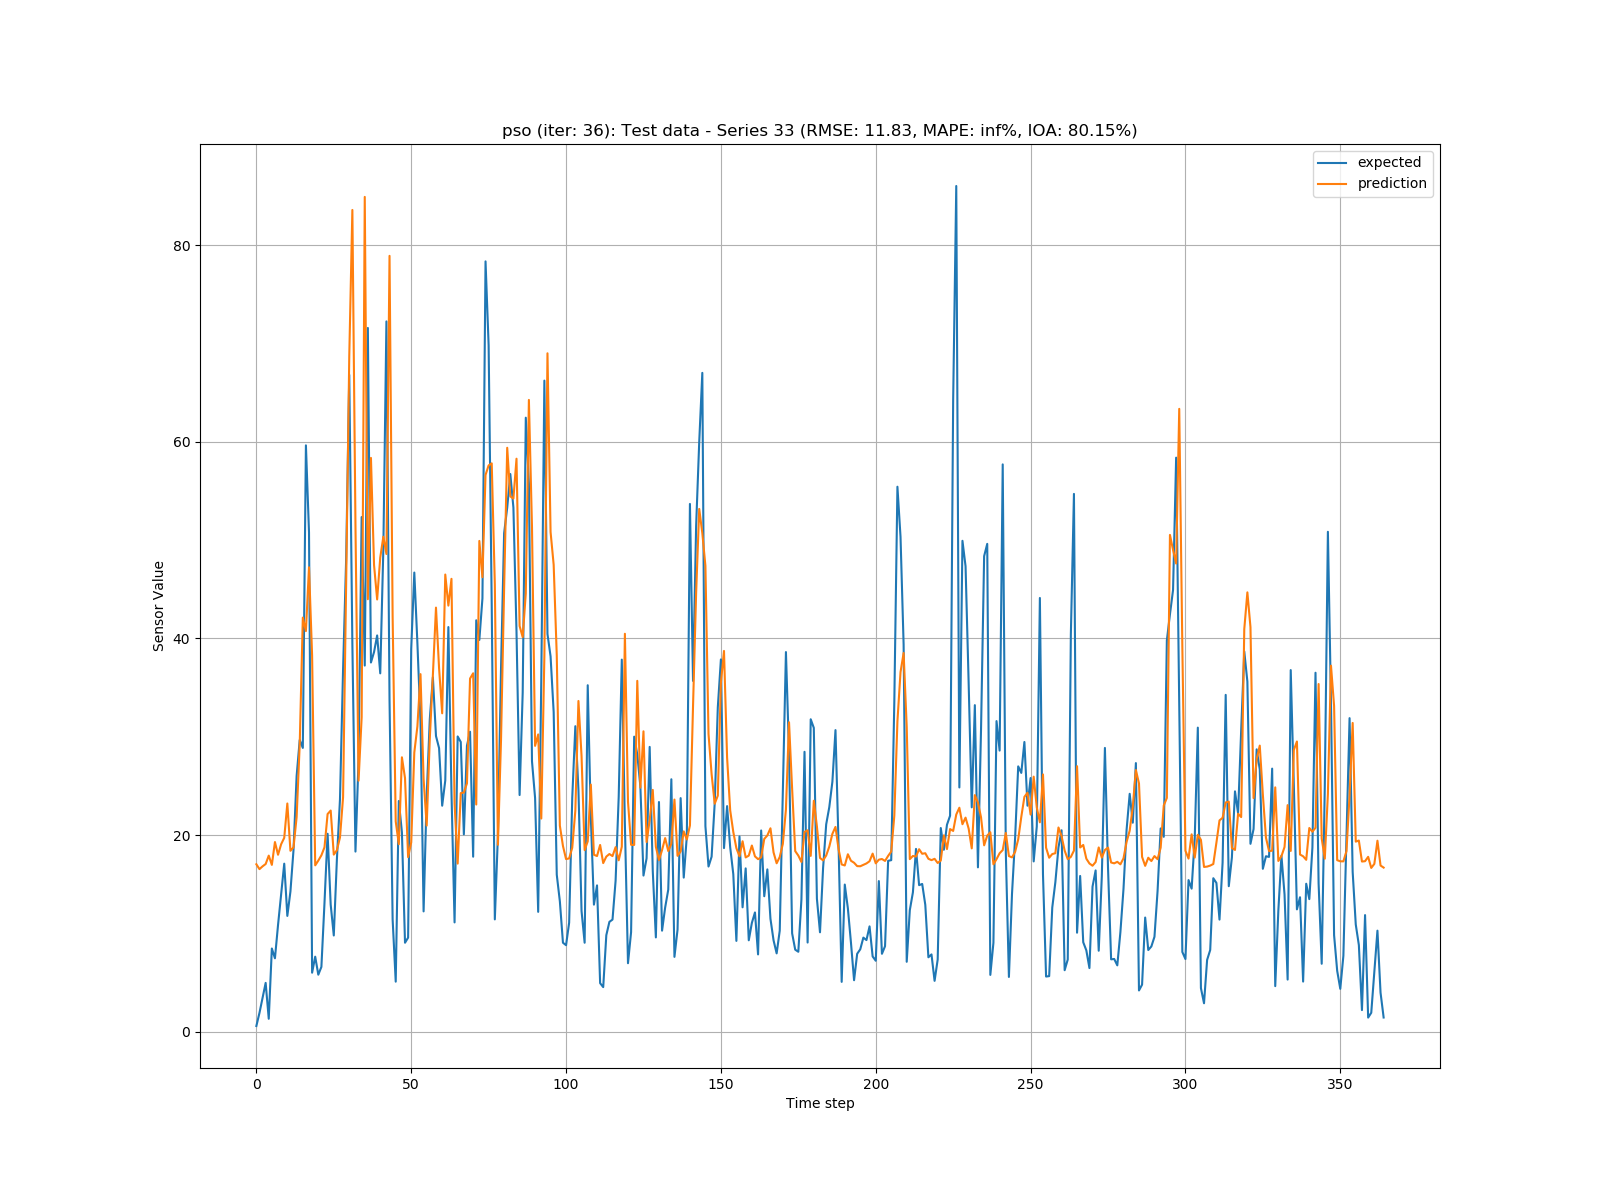 pso (iter: 36): Test data - Series 33 (RMSE: 11.83, MAPE: inf%, IOA: 80.15%)
expected
prediction
80
60
40
20
0
Sensor Value
0 50 100 150 200 250 300 350
Time step